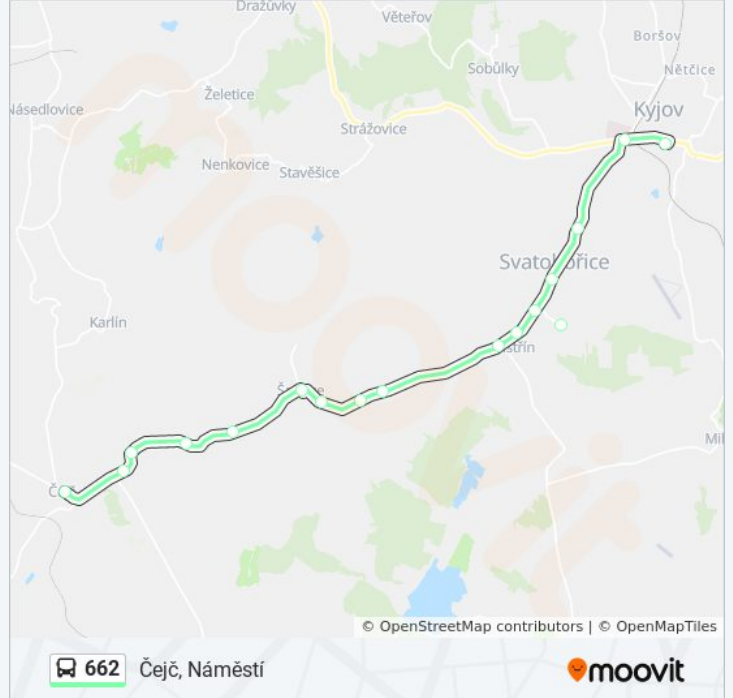 Dražůvky
Věteřov
Boršov
Sobůlky
Nětčice
Želetice
Kyjov
Strážovice
Nenkovice
Stavěšice
Svatobořice
Karlín
© OpenStreetMap contributors | © OpenMapTiles
662 Čejč, Náměstí
moovit